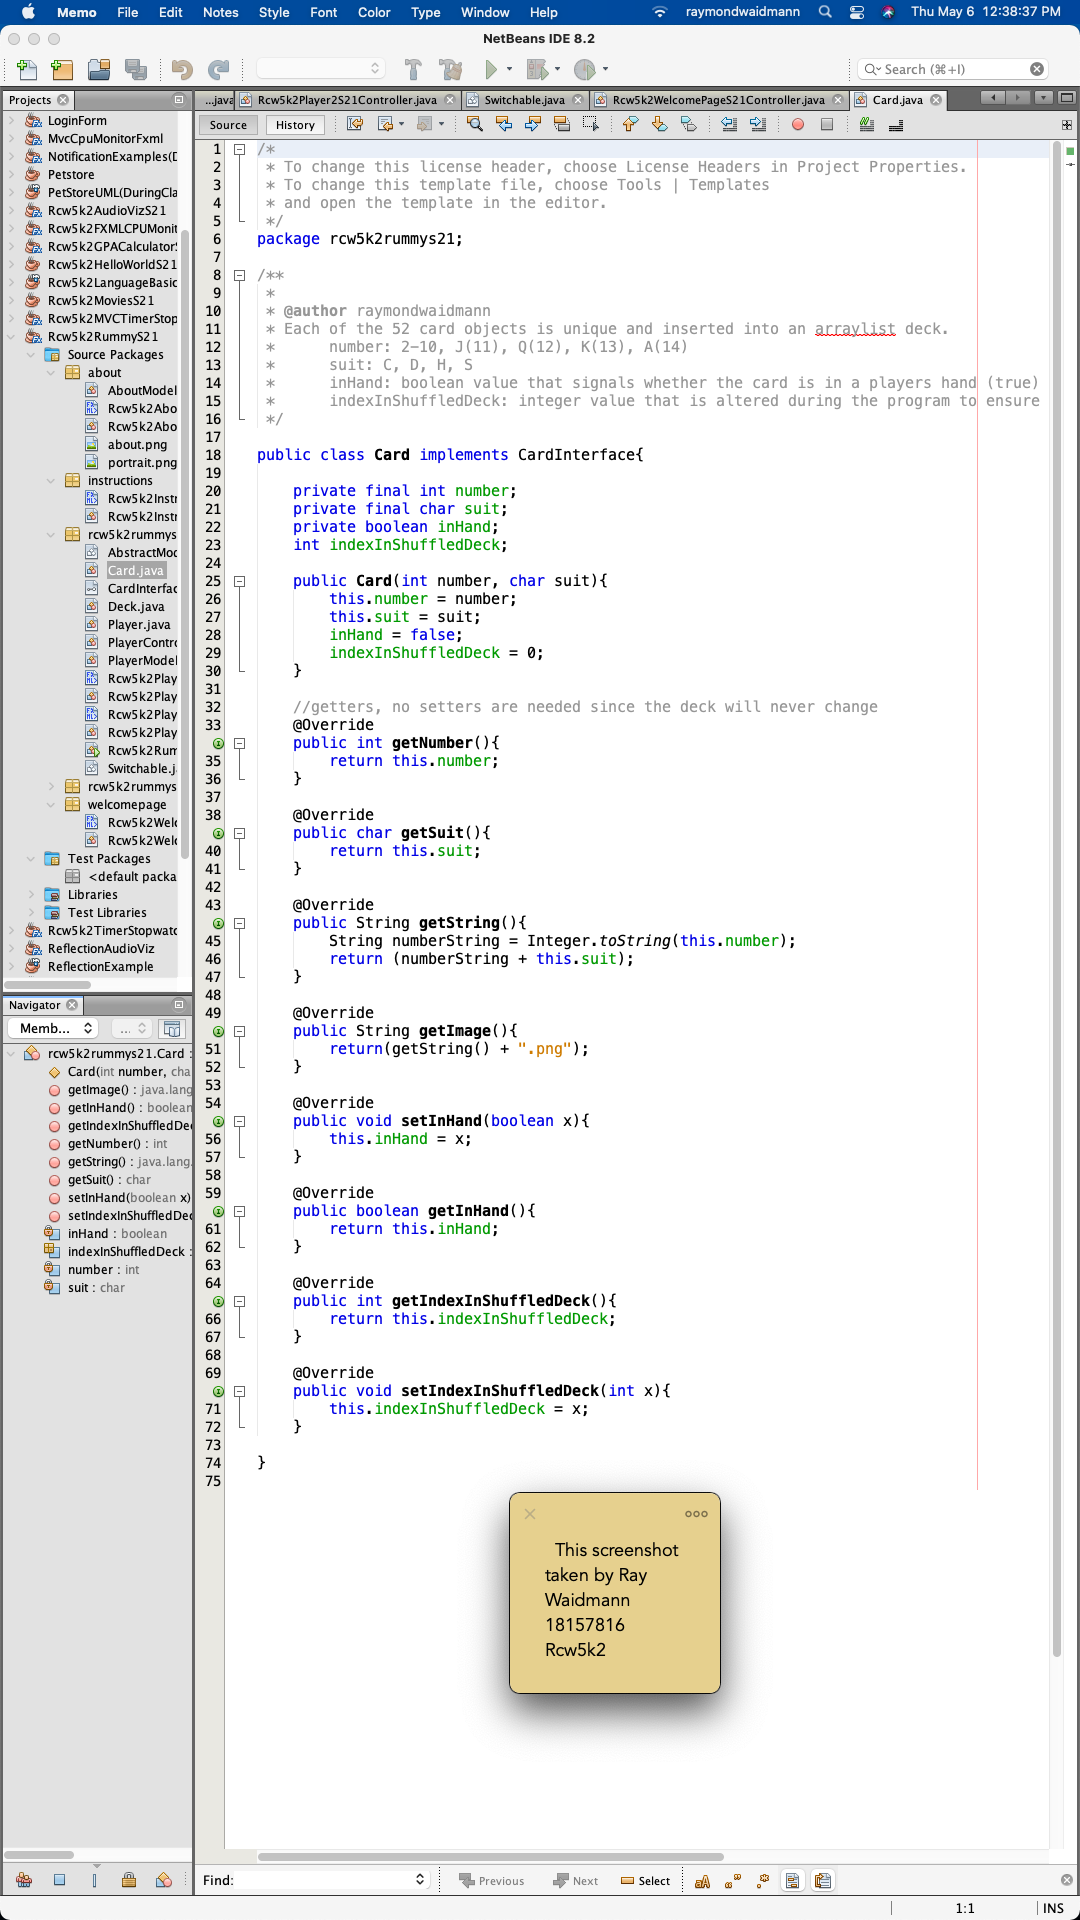 Memo File Edit Notes Style Font Color Type Window Help raymondwaidmann Thu May 6 12:38:37 PM
NetBeans IDE 8.2
Search (⌘+I)
Projects
...java Rcw5k2Player2S21Controller.java Switchable.java Rcw5k2WelcomePageS21Controller.java Card.java
Source History
LoginForm
MvcCpuMonitorFxml
NotificationExamples(D
Petstore
PetStoreUML(DuringCla
Rcw5k2AudioVizS21
Rcw5k2FXMLCPUMonit
Rcw5k2GPACalculatorS
Rcw5k2HelloWorldS21
Rcw5k2LanguageBasic
Rcw5k2MoviesS21
Rcw5k2MVCTimerStop
Rcw5k2RummyS21
Source Packages
about
AboutModel
Rcw5k2Abo
Rcw5k2Abo
about.png
portrait.png
instructions
Rcw5k2Instr
Rcw5k2Instr
rcw5k2rummys
AbstractMod
Card.java
CardInterfac
Deck.java
Player.java
PlayerContro
PlayerModel
Rcw5k2Play
Rcw5k2Play
Rcw5k2Play
Rcw5k2Play
Rcw5k2Rum
Switchable.j
rcw5k2rummys
welcomepage
Rcw5k2Welc
Rcw5k2Welc
Test Packages
<default packa
Libraries
Test Libraries
Rcw5k2TimerStopwatc
ReflectionAudioViz
ReflectionExample
Navigator
Memb... ...
rcw5k2rummys21.Card :
Card(int number, cha
getImage() : java.lang
getInHand() : boolean
getIndexInShuffledDec
getNumber() : int
getString() : java.lang.
getSuit() : char
setInHand(boolean x)
setIndexInShuffledDec
inHand : boolean
indexInShuffledDeck :
number : int
suit : char
1 /*
2 * To change this license header, choose License Headers in Project Properties.
3 * To change this template file, choose Tools | Templates
4 * and open the template in the editor.
5 */
6 package rcw5k2rummys21;
7
8 /**
9 *
10 * @author raymondwaidmann
11 * Each of the 52 card objects is unique and inserted into an arraylist deck.
12 * number: 2-10, J(11), Q(12), K(13), A(14)
13 * suit: C, D, H, S
14 * inHand: boolean value that signals whether the card is in a players hand (true)
15 * indexInShuffledDeck: integer value that is altered during the program to ensure
16 */
17
18 public class Card implements CardInterface{
19
20 private final int number;
21 private final char suit;
22 private boolean inHand;
23 int indexInShuffledDeck;
24
25 public Card(int number, char suit){
26 this.number = number;
27 this.suit = suit;
28 inHand = false;
29 indexInShuffledDeck = 0;
30 }
31
32 //getters, no setters are needed since the deck will never change
33 @Override
public int getNumber(){
35 return this.number;
36 }
37
38 @Override
public char getSuit(){
40 return this.suit;
41 }
42
43 @Override
public String getString(){
45 String numberString = Integer.toString(this.number);
46 return (numberString + this.suit);
47 }
48
49 @Override
public String getImage(){
51 return(getString() + ".png");
52 }
53
54 @Override
public void setInHand(boolean x){
56 this.inHand = x;
57 }
58
59 @Override
public boolean getInHand(){
61 return this.inHand;
62 }
63
64 @Override
public int getIndexInShuffledDeck(){
66 return this.indexInShuffledDeck;
67 }
68
69 @Override
public void setIndexInShuffledDeck(int x){
71 this.indexInShuffledDeck = x;
72 }
73
74 }
75
This screenshot
taken by Ray
Waidmann
18157816
Rcw5k2
Find: Previous Next Select
1:1 INS